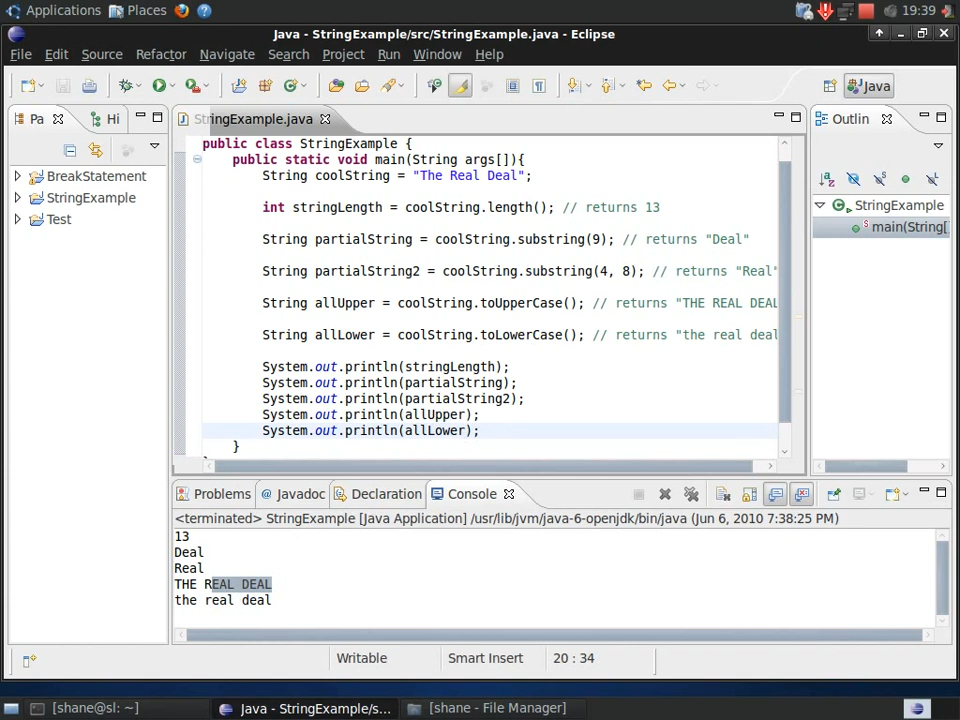 Applications Places 19:39
Java - StringExample/src/StringExample.java - Eclipse
File Edit Source Refactor Navigate Search Project Run Window Help
Java
Pa Hi
StringExample.java
Outlin
BreakStatement
StringExample
Test
public class StringExample {
public static void main(String args[]){
String coolString = "The Real Deal";
int stringLength = coolString.length(); // returns 13
String partialString = coolString.substring(9); // returns "Deal"
String partialString2 = coolString.substring(4, 8); // returns "Real"
String allUpper = coolString.toUpperCase(); // returns "THE REAL DEAL
String allLower = coolString.toLowerCase(); // returns "the real deal
System.out.println(stringLength);
System.out.println(partialString);
System.out.println(partialString2);
System.out.println(allUpper);
System.out.println(allLower);
}
StringExample
main(String[
Problems @ Javadoc Declaration Console
<terminated> StringExample [Java Application] /usr/lib/jvm/java-6-openjdk/bin/java (Jun 6, 2010 7:38:25 PM)
13
Deal
Real
THE REAL DEAL
the real deal
Writable Smart Insert 20 : 34
[shane@sl: ~] Java - StringExample/s... [shane - File Manager]